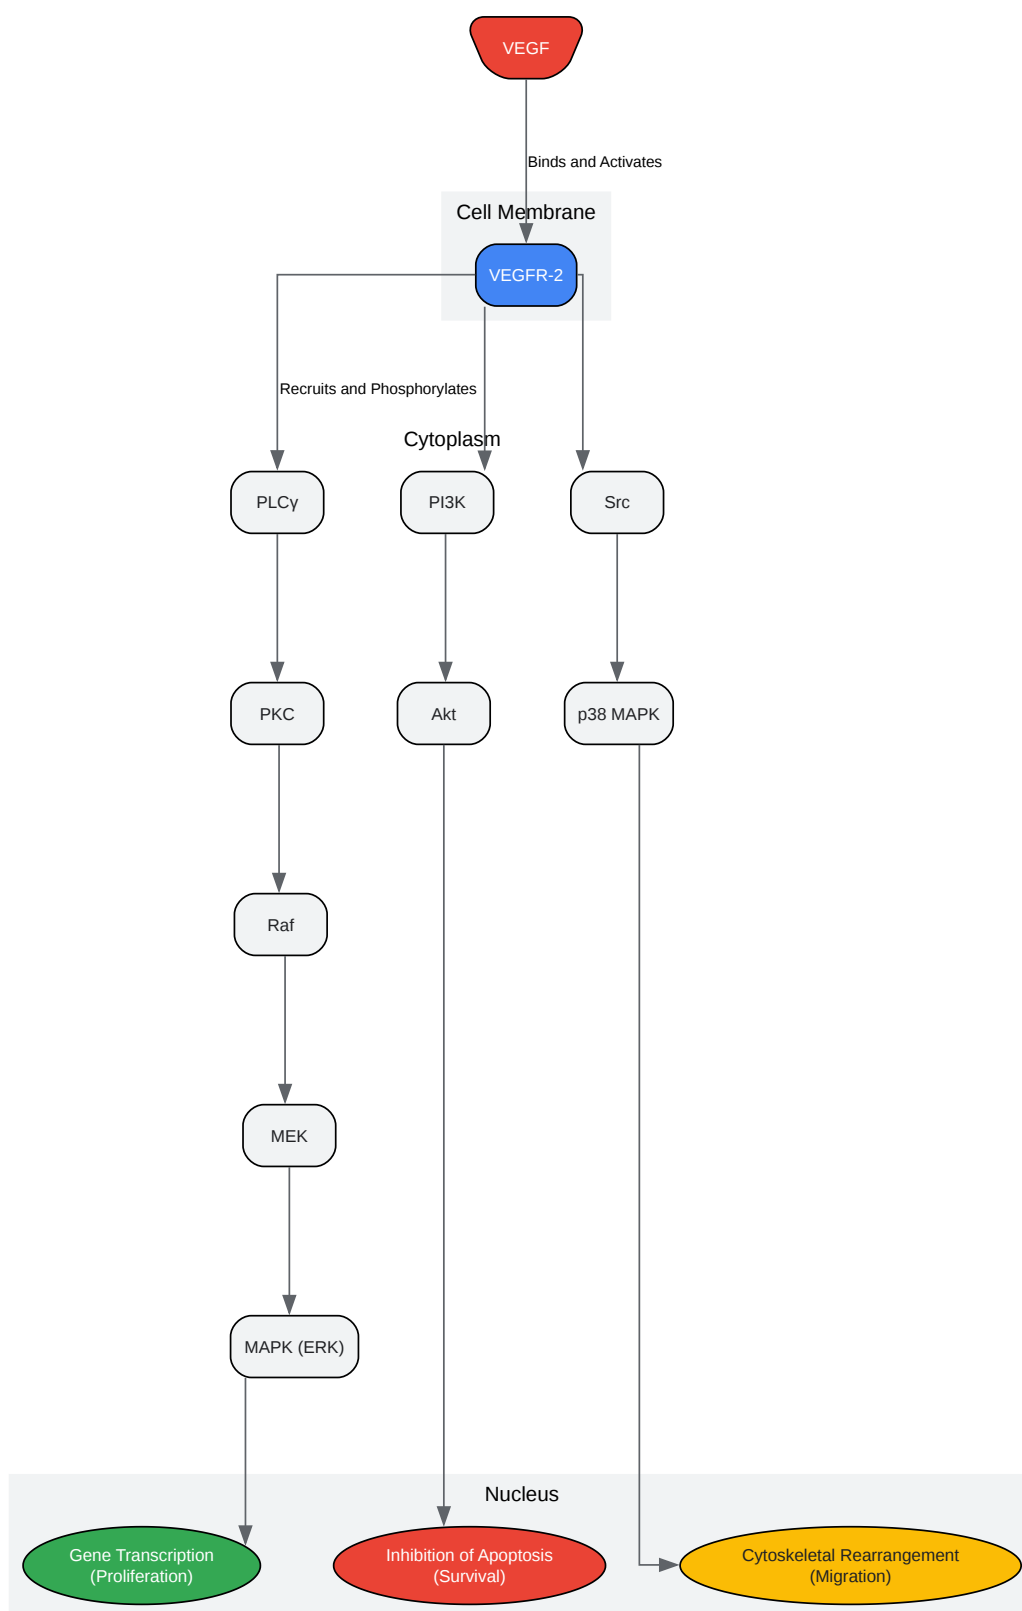 VEGF
Binds and Activates
Cell Membrane
VEGFR-2
Recruits and Phosphorylates
Cytoplasm
PLCγ
PI3K
Src
PKC
Akt
p38 MAPK
Raf
MEK
MAPK (ERK)
Nucleus
Gene Transcription
(Proliferation)
Inhibition of Apoptosis
(Survival)
Cytoskeletal Rearrangement
(Migration)